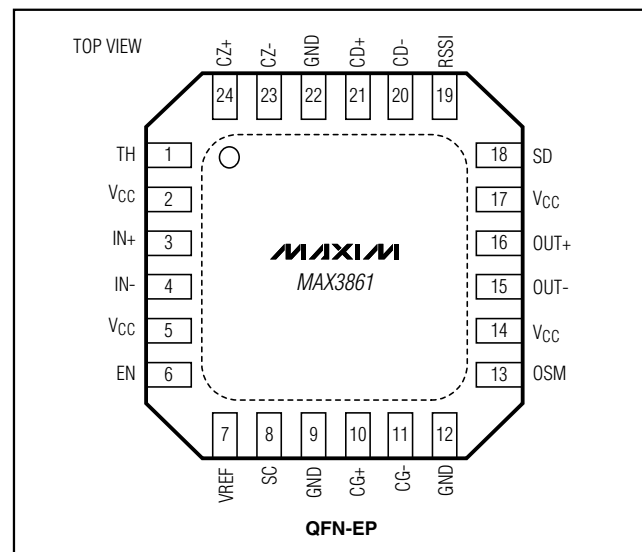 TOP VIEW
CZ+ CZ- GND CD+ CD- RSSI
24 23 22 21 20 19
TH 1
VCC 2
IN+ 3
IN- 4
VCC 5
EN 6
18 SD
17 VCC
16 OUT+
15 OUT-
14 VCC
13 OSM
MAXIM
MAX3861
7 8 9 10 11 12
VREF SC GND CG+ CG- GND
QFN-EP